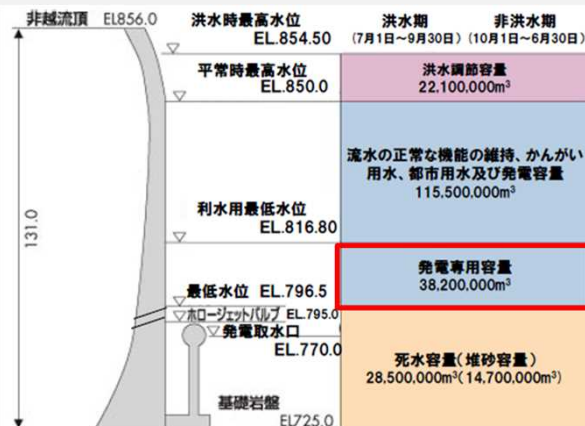 非越流頂 EL856.0
洪水時最高水位
EL.854.50
洪水期 非洪水期
(7月1日～9月30日) (10月1日～6月30日)
平常時最高水位
EL.850.0
洪水調節容量
22,100,000m³
流水の正常な機能の維持、かんがい
用水、都市用水及び発電容量
115,500,000m³
131.0
利水用最低水位
EL.816.80
発電専用容量
38,200,000m³
最低水位 EL.796.5
ホロージェットバルブ EL.795.0
発電取水口
EL.770.0
死水容量(堆砂容量)
28,500,000m³(14,700,000m³)
基礎岩盤
EL725.0